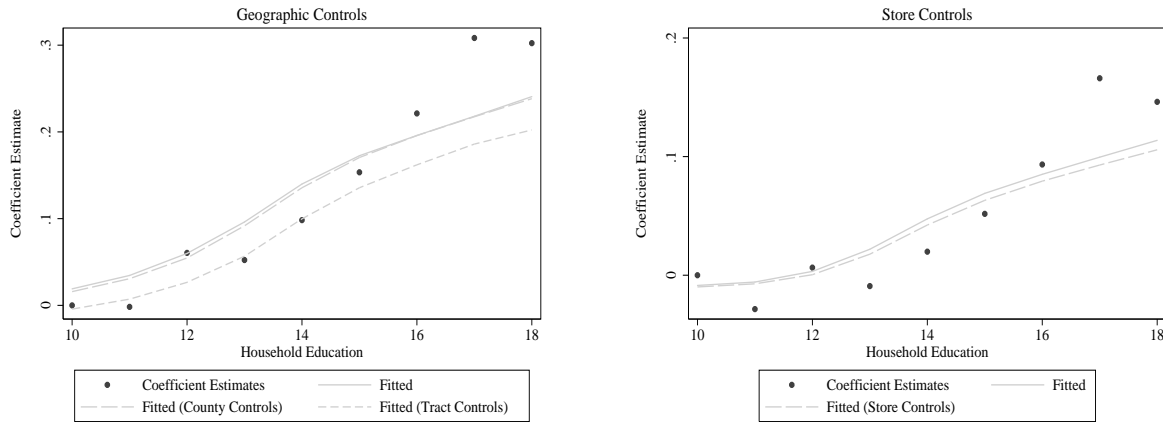 Geographic Controls
Coefficient Estimate
.3
.2
.1
0
10 12 14 16 18
Household Education
Coefficient Estimates Fitted
Fitted (County Controls) Fitted (Tract Controls)
Store Controls
Coefficient Estimate
.2
.1
0
10 12 14 16 18
Household Education
Coefficient Estimates Fitted
Fitted (Store Controls)